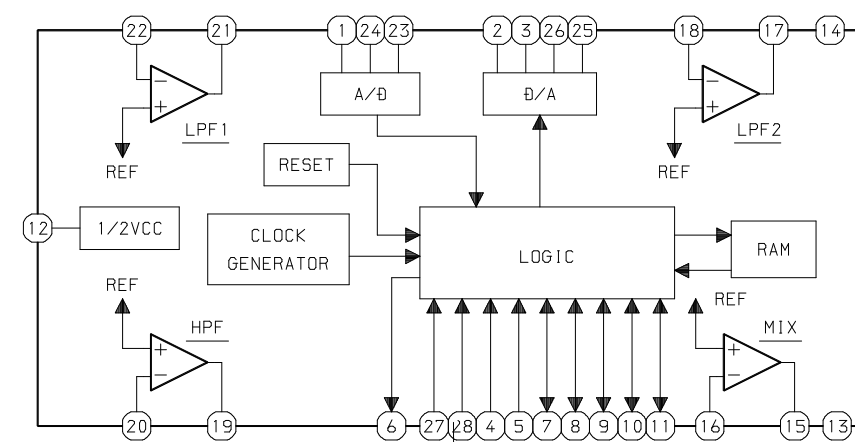 22 21 1 24 23 2 3 26 25 18 17 14
A/D D/A
LPF1 LPF2
REF REF
RESET
12 1/2VCC
CLOCK
GENERATOR
LOGIC
RAM
REF REF
HPF MIX
20 19 6 27 28 4 5 7 8 9 10 11 16 15 13